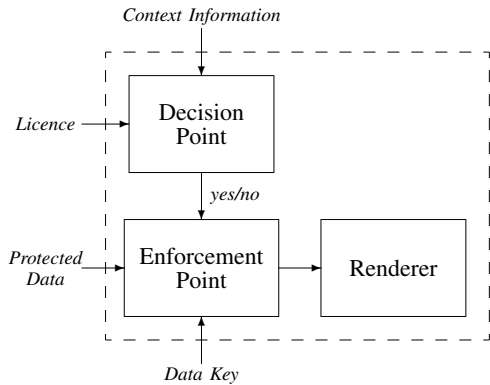 Context Information
Decision
Point
Licence
yes/no
Protected
Data
Enforcement
Point
Renderer
Data Key